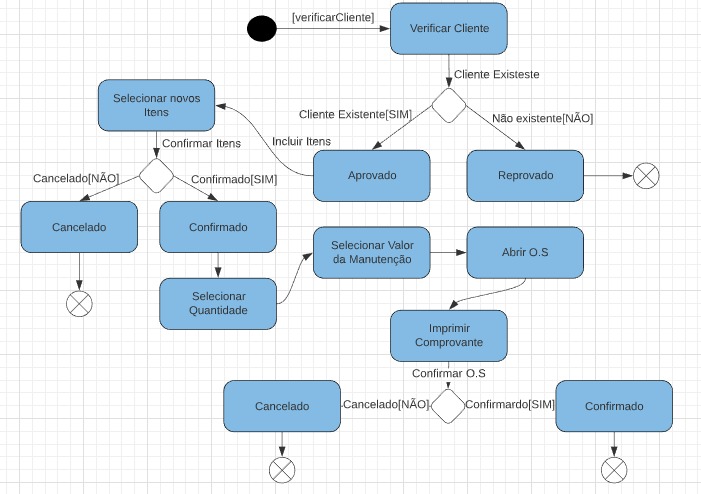 [verificarCliente]
Verificar Cliente
Cliente Existeste
Selecionar novos
Itens
Cliente Existente[SIM]
Não existente[NÃO]
Confirmar Itens
Incluir Itens
Aprovado
Reprovado
Cancelado[NÃO]
Confirmado[SIM]
Cancelado
Confirmado
Selecionar Valor
da Manutenção
Abrir O.S
Selecionar
Quantidade
Imprimir
Comprovante
Confirmar O.S
Cancelado
Cancelado[NÃO]
Confirmardo[SIM]
Confirmado